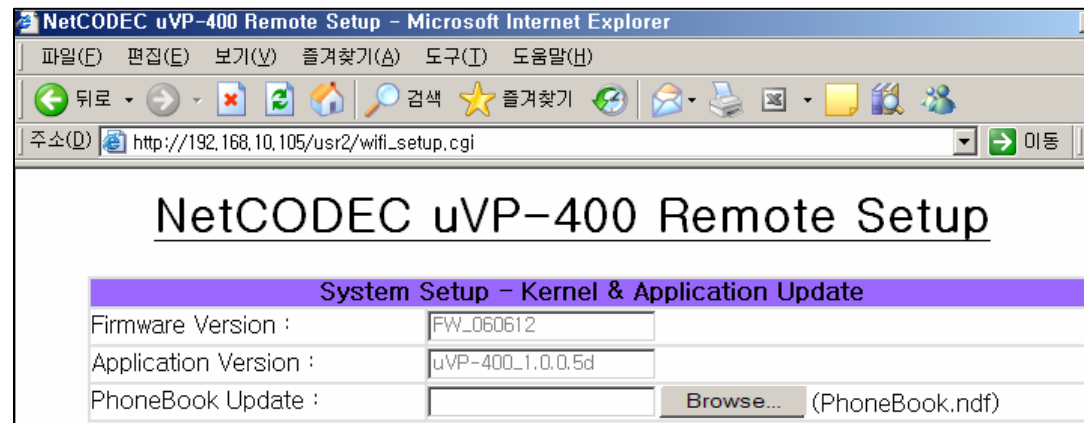 NetCODEC uVP-400 Remote Setup - Microsoft Internet Explorer
파일(F) 편집(E) 보기(V) 즐겨찾기(A) 도구(T) 도움말(H)
뒤로 검색 즐겨찾기
주소(D) http://192,168,10,105/usr2/wifi_setup,cgi 이동
NetCODEC uVP-400 Remote Setup
System Setup - Kernel & Application Update
Firmware Version : FW_060612
Application Version : uVP-400_1.0.0.5d
PhoneBook Update : Browse... (PhoneBook.ndf)